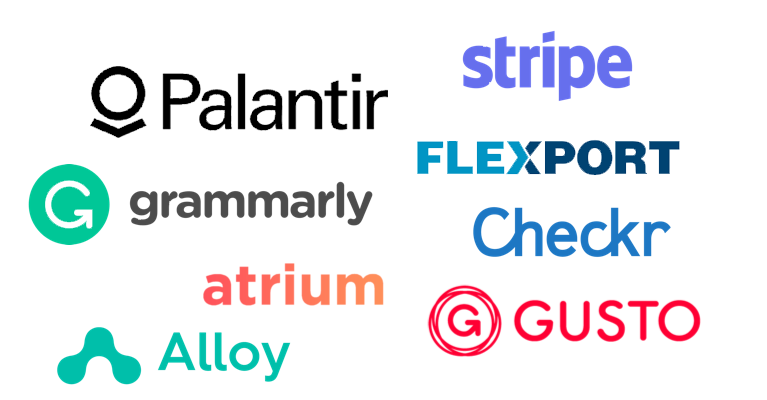 Palantir
grammarly
atrium
Alloy
stripe
FLEXPORT
Checkr
GUSTO